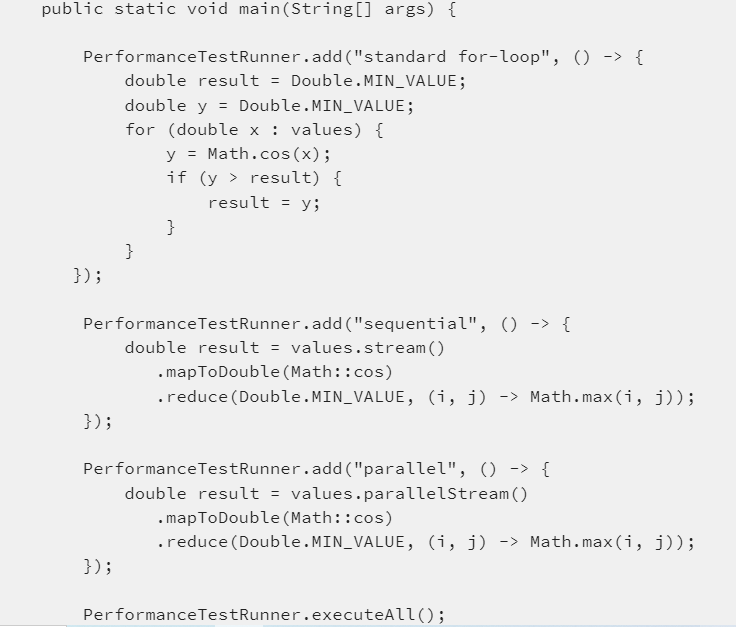 public static void main(String[] args) {
PerformanceTestRunner.add("standard for-loop", () -> {
double result = Double.MIN_VALUE;
double y = Double.MIN_VALUE;
for (double x : values) {
y = Math.cos(x);
if (y > result) {
result = y;
}
}
});
PerformanceTestRunner.add("sequential", () -> {
double result = values.stream()
.mapToDouble(Math::cos)
.reduce(Double.MIN_VALUE, (i, j) -> Math.max(i, j));
});
PerformanceTestRunner.add("parallel", () -> {
double result = values.parallelStream()
.mapToDouble(Math::cos)
.reduce(Double.MIN_VALUE, (i, j) -> Math.max(i, j));
});
PerformanceTestRunner.executeAll();